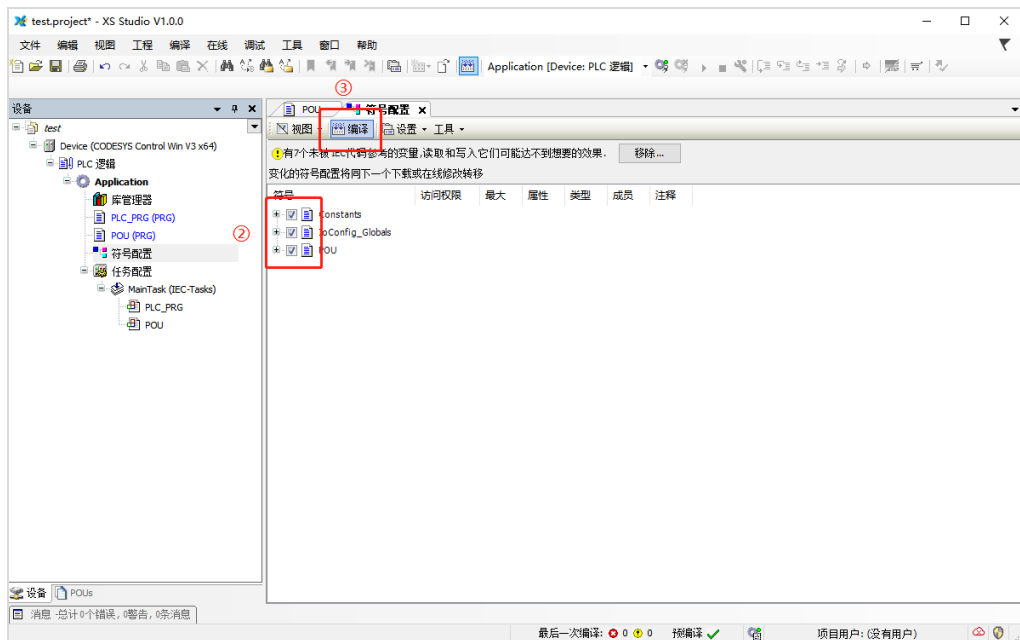 test.project* - XS Studio V1.0.0
文件 编辑 视图 工程 编译 在线 调试 工具 窗口 帮助
Application [Device: PLC 逻辑]
③
设备
POU 符号配置
test
视图 编译 设置 工具
Device (CODESYS Control Win V3 x64)
有7个未被IEC代码参考的变量,读取和写入它们可能达不到想要的效果. 移除...
PLC 逻辑
变化的符号配置将同下一个下载或在线修改转移
Application
符号 访问权限 最大 属性 类型 成员 注释
库管理器
Constants
PLC_PRG (PRG)
IoConfig_Globals
POU (PRG)
②
POU
符号配置
任务配置
MainTask (IEC-Tasks)
PLC_PRG
POU
设备 POUs
消息 -总计0个错误, 0警告, 0条消息
最后一次编译: 0 0 预编译 项目用户: (没有用户)